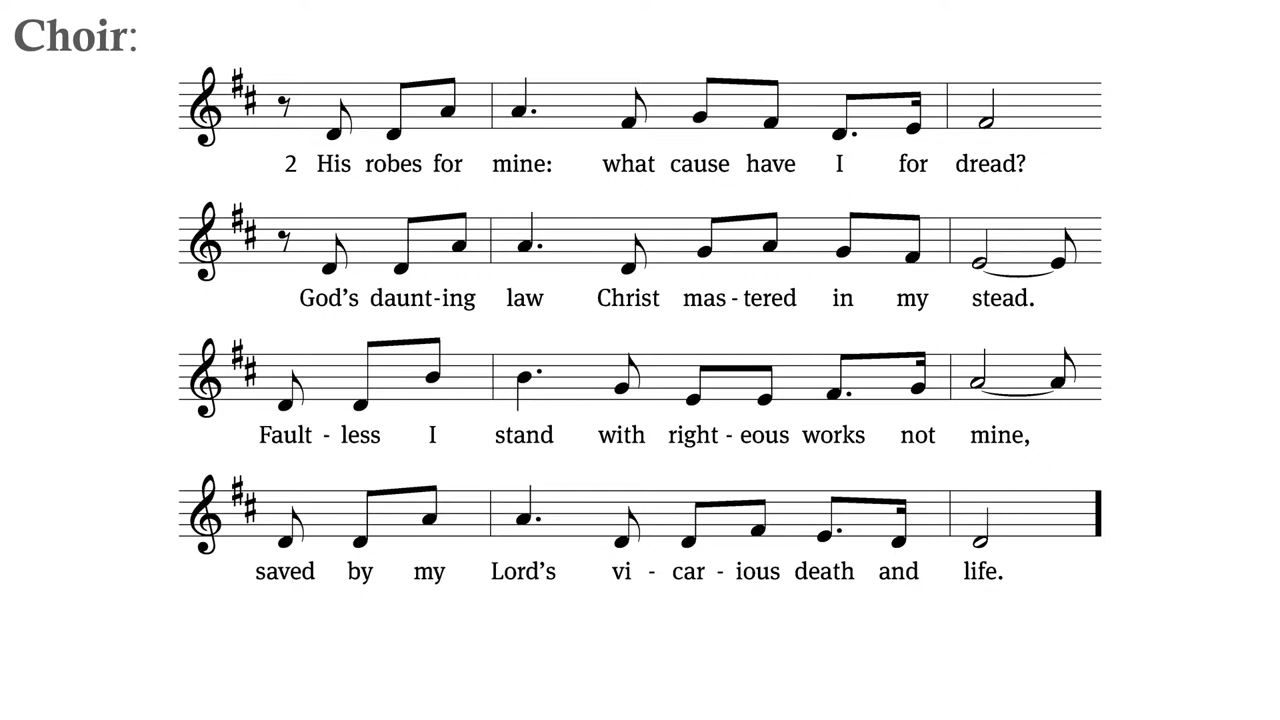 Choir:
2 His robes for mine: what cause have I for dread?
God's daunt-ing law Christ mas-tered in my stead.
Fault-less I stand with right-eous works not mine,
saved by my Lord's vi-car-ious death and life.